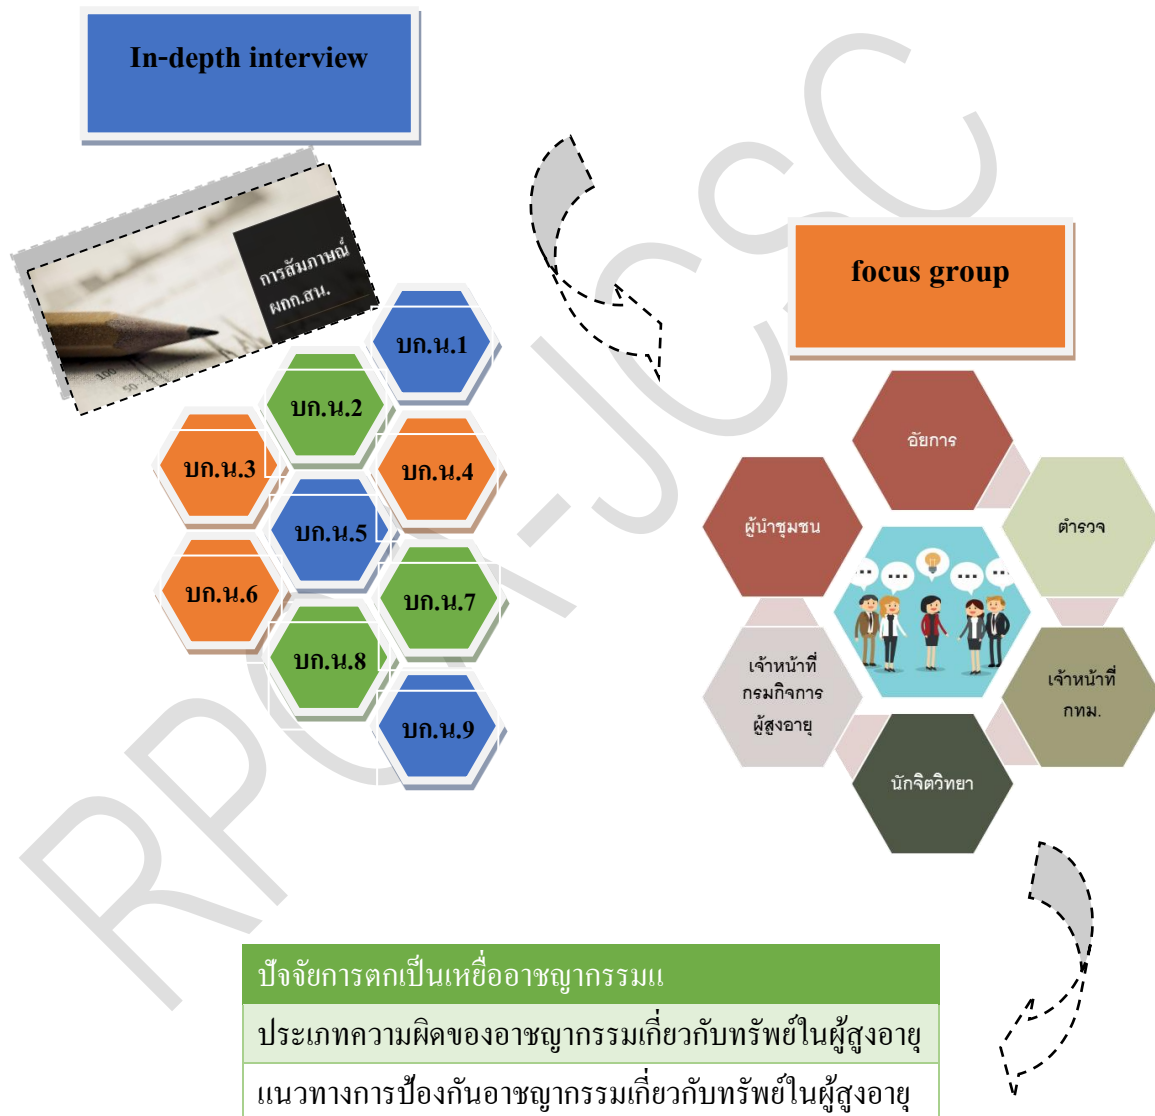 In-depth interview
การสัมภาษณ์
ผกก.สน.
100
50
บก.น.1
บก.น.2
บก.น.3
บก.น.4
บก.น.5
บก.น.6
บก.น.7
บก.น.8
บก.น.9
focus group
อัยการ
ผู้นำชุมชน
ตำรวจ
เจ้าหน้าที่
กรมกิจการ
ผู้สูงอายุ
เจ้าหน้าที่
กทม.
นักจิตวิทยา
ปัจจัยการตกเป็นเหยื่ออาชญากรรมแ
ประเภทความผิดของอาชญากรรมเกี่ยวกับทรัพย์ในผู้สูงอายุ
แนวทางการป้องกันอาชญากรรมเกี่ยวกับทรัพย์ในผู้สูงอายุ